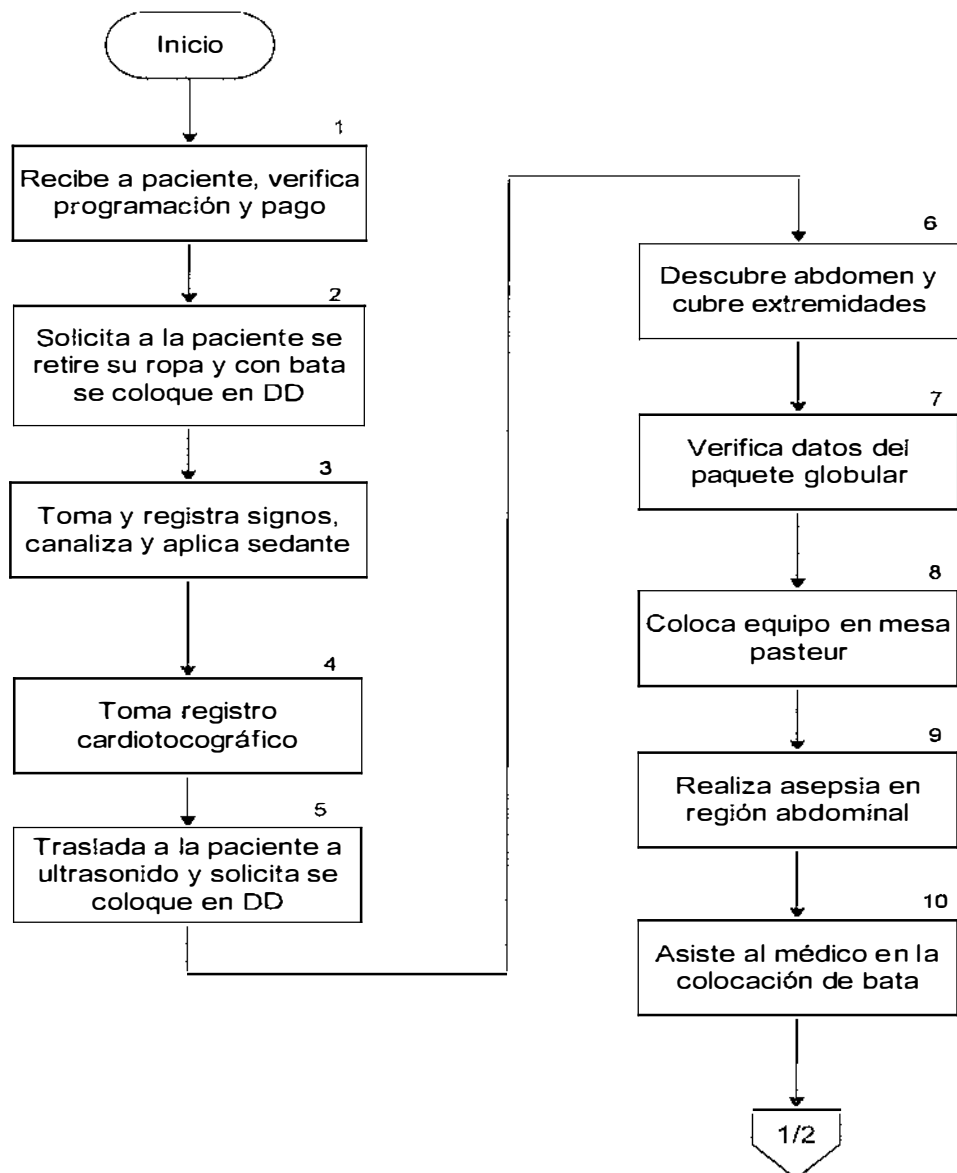 Inicio
1
Recibe a paciente, verifica
programación y pago
2
Solicita a la paciente se
retire su ropa y con bata
se coloque en DD
3
Toma y registra signos,
canaliza y aplica sedante
4
Toma registro
cardiotocográfico
5
Traslada a la paciente a
ultrasonido y solicita se
coloque en DD
6
Descubre abdomen y
cubre extremidades
7
Verifica datos del
paquete globular
8
Coloca equipo en mesa
pasteur
9
Realiza asepsia en
región abdominal
10
Asiste al médico en la
colocación de bata
1/2